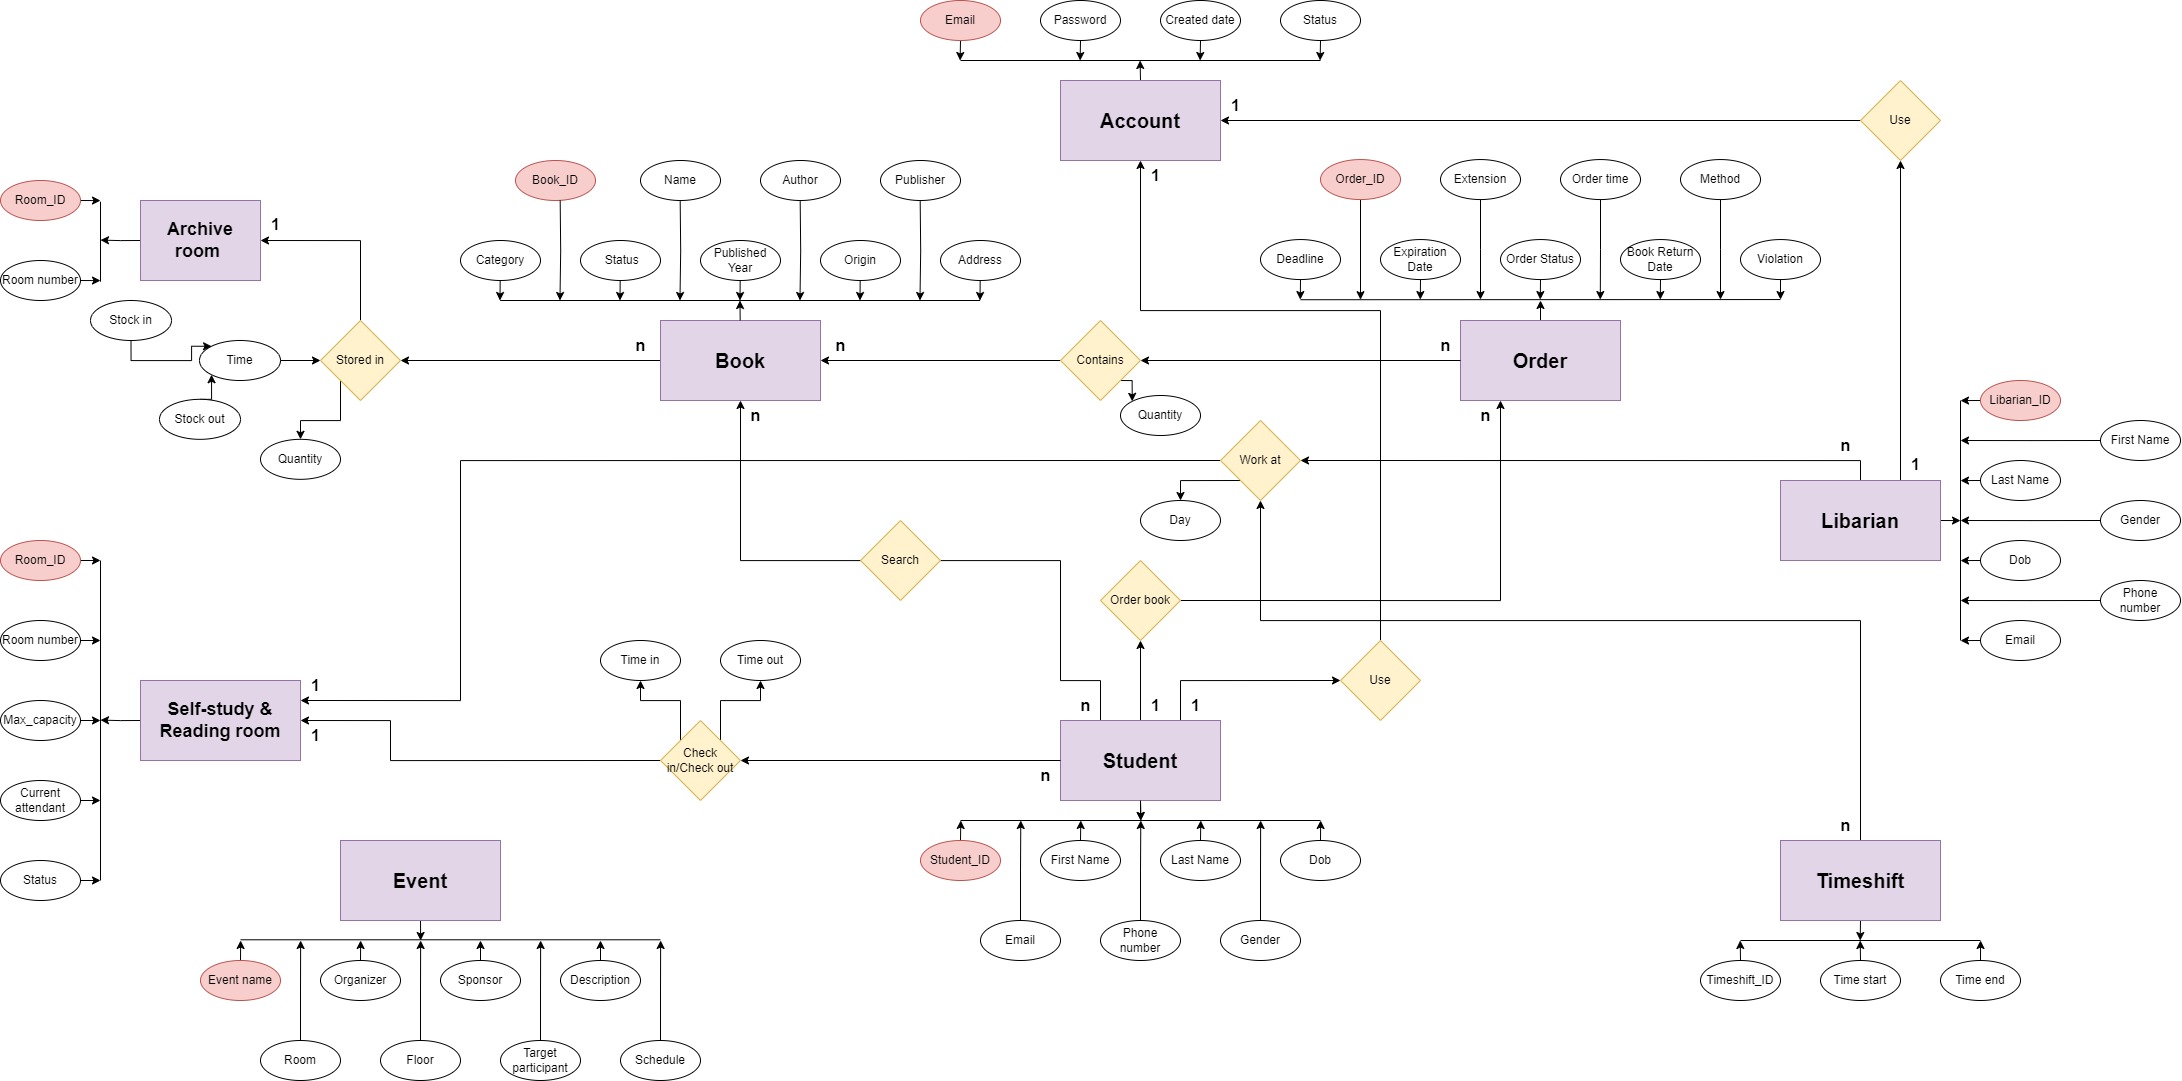 Email
Password
Created date
Status
Account
1
1
Use
Book_ID
Name
Author
Publisher
Category
Status
Published
Year
Origin
Address
Order_ID
Extension
Order time
Method
Deadline
Expiration
Date
Order Status
Book Return
Date
Violation
Room_ID
Room number
Archive
room
1
Stock in
Time
Stock out
Stored in
Quantity
n
Book
n
n
Contains
Quantity
n
Order
n
Work at
Day
n
1
Libarian
Libarian_ID
First Name
Last Name
Gender
Dob
Phone
number
Email
Search
Order book
Use
Room_ID
Room number
Max_capacity
Current
attendant
Status
Self-study &
Reading room
1
1
Time in
Time out
Check
in/Check out
n
1
1
n
Student
Student_ID
First Name
Last Name
Dob
Email
Phone
number
Gender
Event
Event name
Organizer
Sponsor
Description
Room
Floor
Target
participant
Schedule
n
Timeshift
Timeshift_ID
Time start
Time end